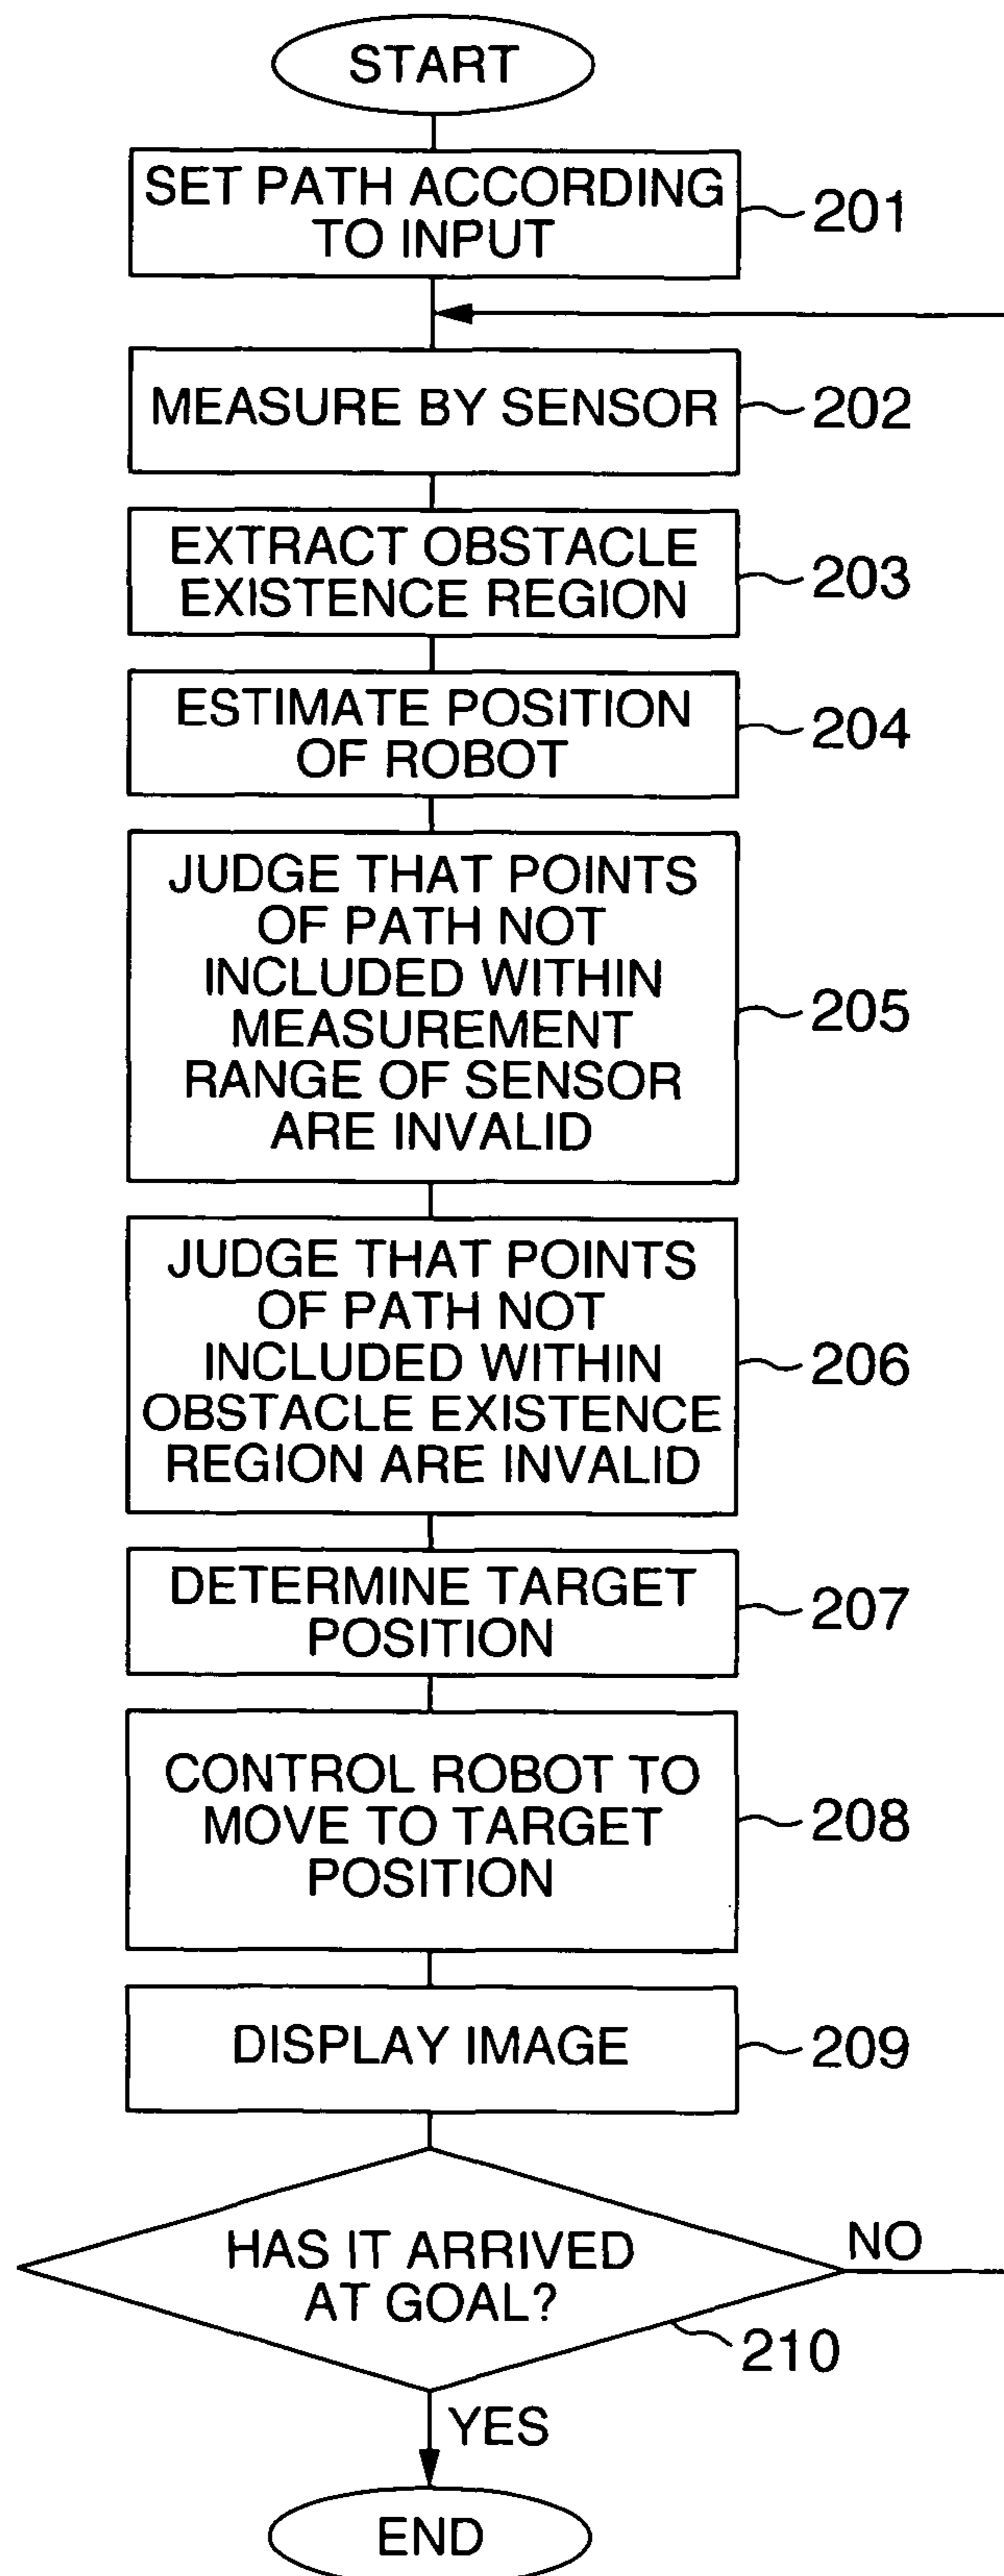 START
SET PATH ACCORDING
TO INPUT
201
MEASURE BY SENSOR
202
EXTRACT OBSTACLE
EXISTENCE REGION
203
ESTIMATE POSITION
OF ROBOT
204
JUDGE THAT POINTS
OF PATH NOT
INCLUDED WITHIN
MEASUREMENT
RANGE OF SENSOR
ARE INVALID
205
JUDGE THAT POINTS
OF PATH NOT
INCLUDED WITHIN
OBSTACLE EXISTENCE
REGION ARE INVALID
206
DETERMINE TARGET
POSITION
207
CONTROL ROBOT TO
MOVE TO TARGET
POSITION
208
DISPLAY IMAGE
209
HAS IT ARRIVED
AT GOAL?
NO
210
YES
END